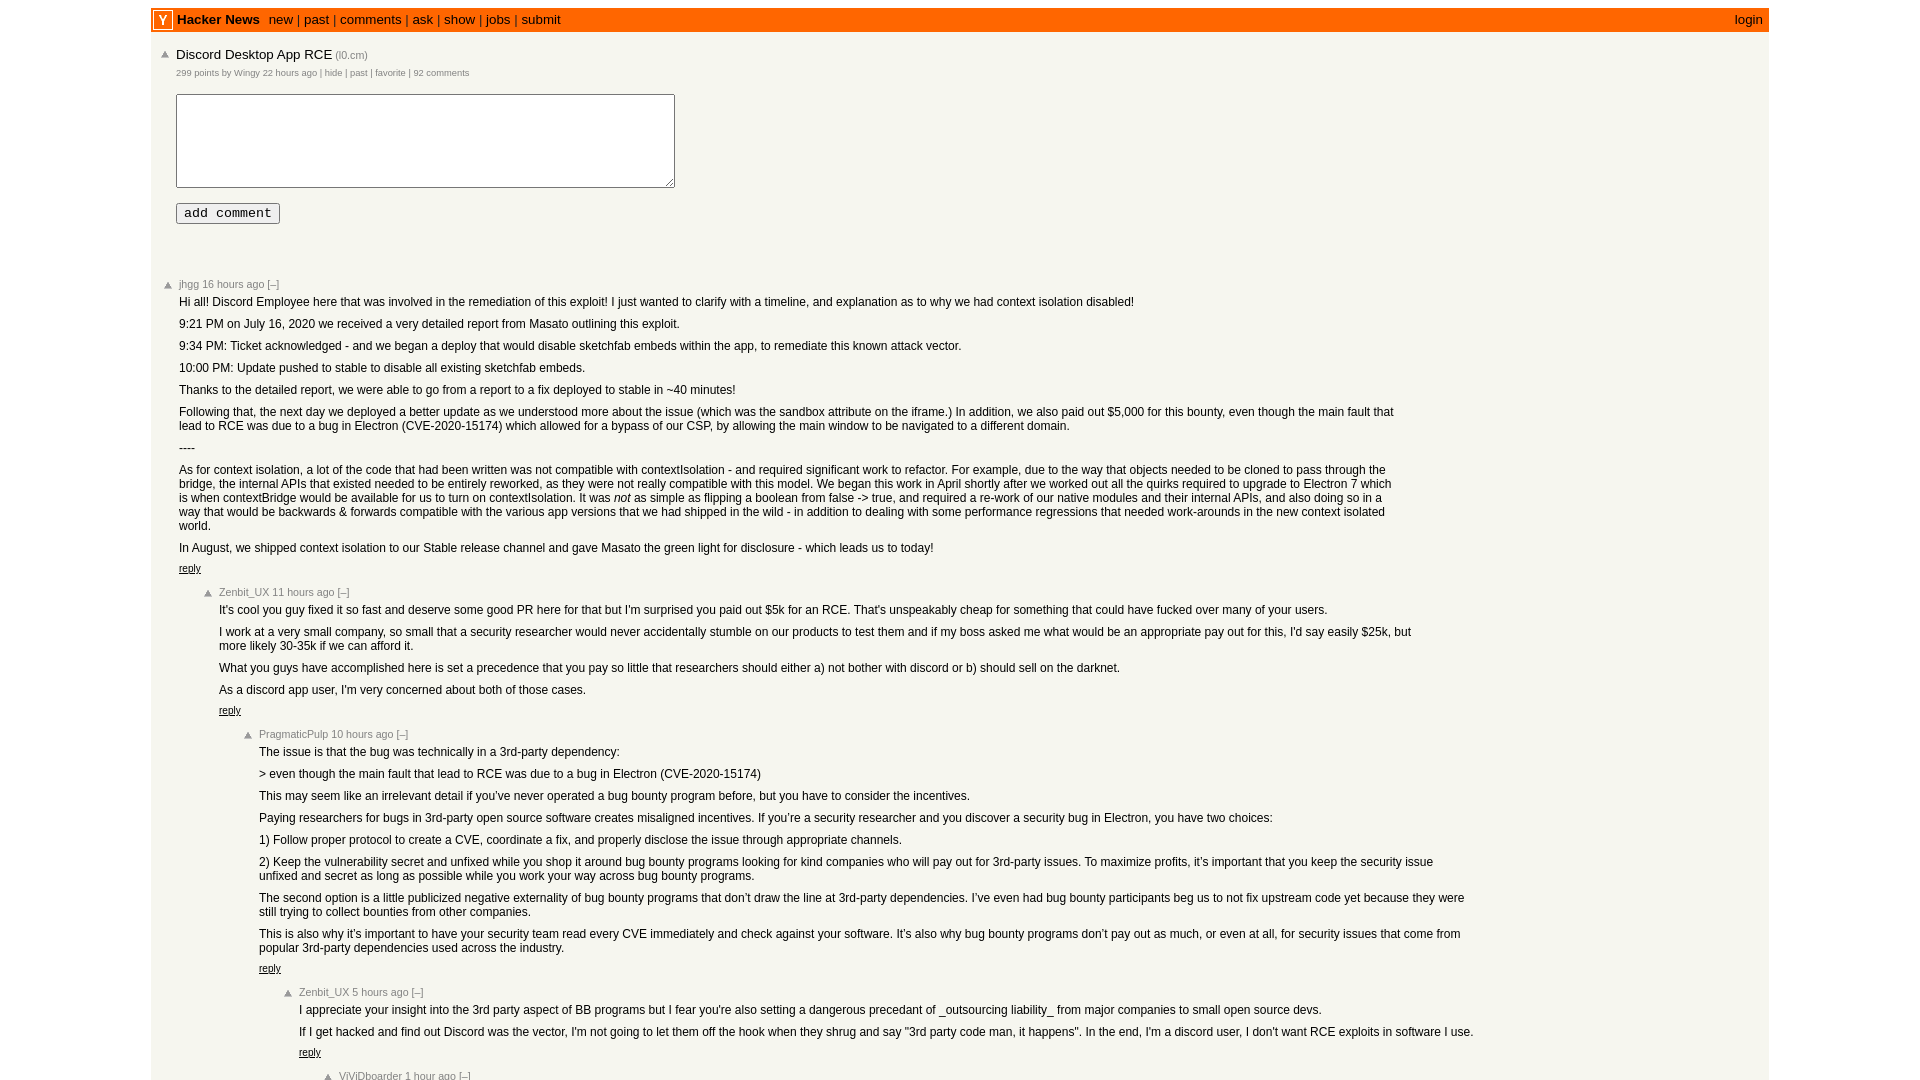 Y Hacker News new | past | comments | ask | show | jobs | submit login
Discord Desktop App RCE (l0.cm)
299 points by Wingy 22 hours ago | hide | past | favorite | 92 comments
add comment
jhgg 16 hours ago [–]
Hi all! Discord Employee here that was involved in the remediation of this exploit! I just wanted to clarify with a timeline, and explanation as to why we had context isolation disabled!
9:21 PM on July 16, 2020 we received a very detailed report from Masato outlining this exploit.
9:34 PM: Ticket acknowledged - and we began a deploy that would disable sketchfab embeds within the app, to remediate this known attack vector.
10:00 PM: Update pushed to stable to disable all existing sketchfab embeds.
Thanks to the detailed report, we were able to go from a report to a fix deployed to stable in ~40 minutes!
Following that, the next day we deployed a better update as we understood more about the issue (which was the sandbox attribute on the iframe.) In addition, we also paid out $5,000 for this bounty, even though the main fault that
lead to RCE was due to a bug in Electron (CVE-2020-15174) which allowed for a bypass of our CSP, by allowing the main window to be navigated to a different domain.
----
As for context isolation, a lot of the code that had been written was not compatible with contextIsolation - and required significant work to refactor. For example, due to the way that objects needed to be cloned to pass through the
bridge, the internal APIs that existed needed to be entirely reworked, as they were not really compatible with this model. We began this work in April shortly after we worked out all the quirks required to upgrade to Electron 7 which
is when contextBridge would be available for us to turn on contextIsolation. It was not as simple as flipping a boolean from false -> true, and required a re-work of our native modules and their internal APIs, and also doing so in a
way that would be backwards & forwards compatible with the various app versions that we had shipped in the wild - in addition to dealing with some performance regressions that needed work-arounds in the new context isolated
world.
In August, we shipped context isolation to our Stable release channel and gave Masato the green light for disclosure - which leads us to today!
reply
Zenbit_UX 11 hours ago [–]
It's cool you guy fixed it so fast and deserve some good PR here for that but I'm surprised you paid out $5k for an RCE. That's unspeakably cheap for something that could have fucked over many of your users.
I work at a very small company, so small that a security researcher would never accidentally stumble on our products to test them and if my boss asked me what would be an appropriate pay out for this, I'd say easily $25k, but
more likely 30-35k if we can afford it.
What you guys have accomplished here is set a precedence that you pay so little that researchers should either a) not bother with discord or b) should sell on the darknet.
As a discord app user, I'm very concerned about both of those cases.
reply
PragmaticPulp 10 hours ago [–]
The issue is that the bug was technically in a 3rd-party dependency:
> even though the main fault that lead to RCE was due to a bug in Electron (CVE-2020-15174)
This may seem like an irrelevant detail if you’ve never operated a bug bounty program before, but you have to consider the incentives.
Paying researchers for bugs in 3rd-party open source software creates misaligned incentives. If you’re a security researcher and you discover a security bug in Electron, you have two choices:
1) Follow proper protocol to create a CVE, coordinate a fix, and properly disclose the issue through appropriate channels.
2) Keep the vulnerability secret and unfixed while you shop it around bug bounty programs looking for kind companies who will pay out for 3rd-party issues. To maximize profits, it’s important that you keep the security issue
unfixed and secret as long as possible while you work your way across bug bounty programs.
The second option is a little publicized negative externality of bug bounty programs that don’t draw the line at 3rd-party dependencies. I’ve even had bug bounty participants beg us to not fix upstream code yet because they were
still trying to collect bounties from other companies.
This is also why it’s important to have your security team read every CVE immediately and check against your software. It’s also why bug bounty programs don’t pay out as much, or even at all, for security issues that come from
popular 3rd-party dependencies used across the industry.
reply
Zenbit_UX 5 hours ago [–]
I appreciate your insight into the 3rd party aspect of BB programs but I fear you're also setting a dangerous precedant of _outsourcing liability_ from major companies to small open source devs.
If I get hacked and find out Discord was the vector, I'm not going to let them off the hook when they shrug and say "3rd party code man, it happens". In the end, I'm a discord user, I don't want RCE exploits in software I use.
reply
ViViDboarder 1 hour ago [–]